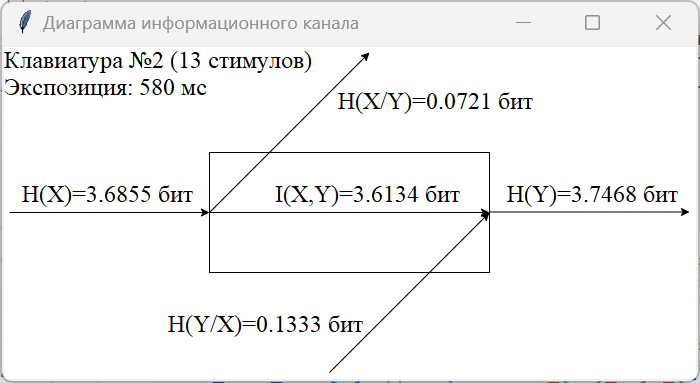 Диаграмма информационного канала
Клавиатура №2 (13 стимулов)
Экспозиция: 580 мс
H(X/Y)=0.0721 бит
H(X)=3.6855 бит
I(X,Y)=3.6134 бит
H(Y)=3.7468 бит
H(Y/X)=0.1333 бит